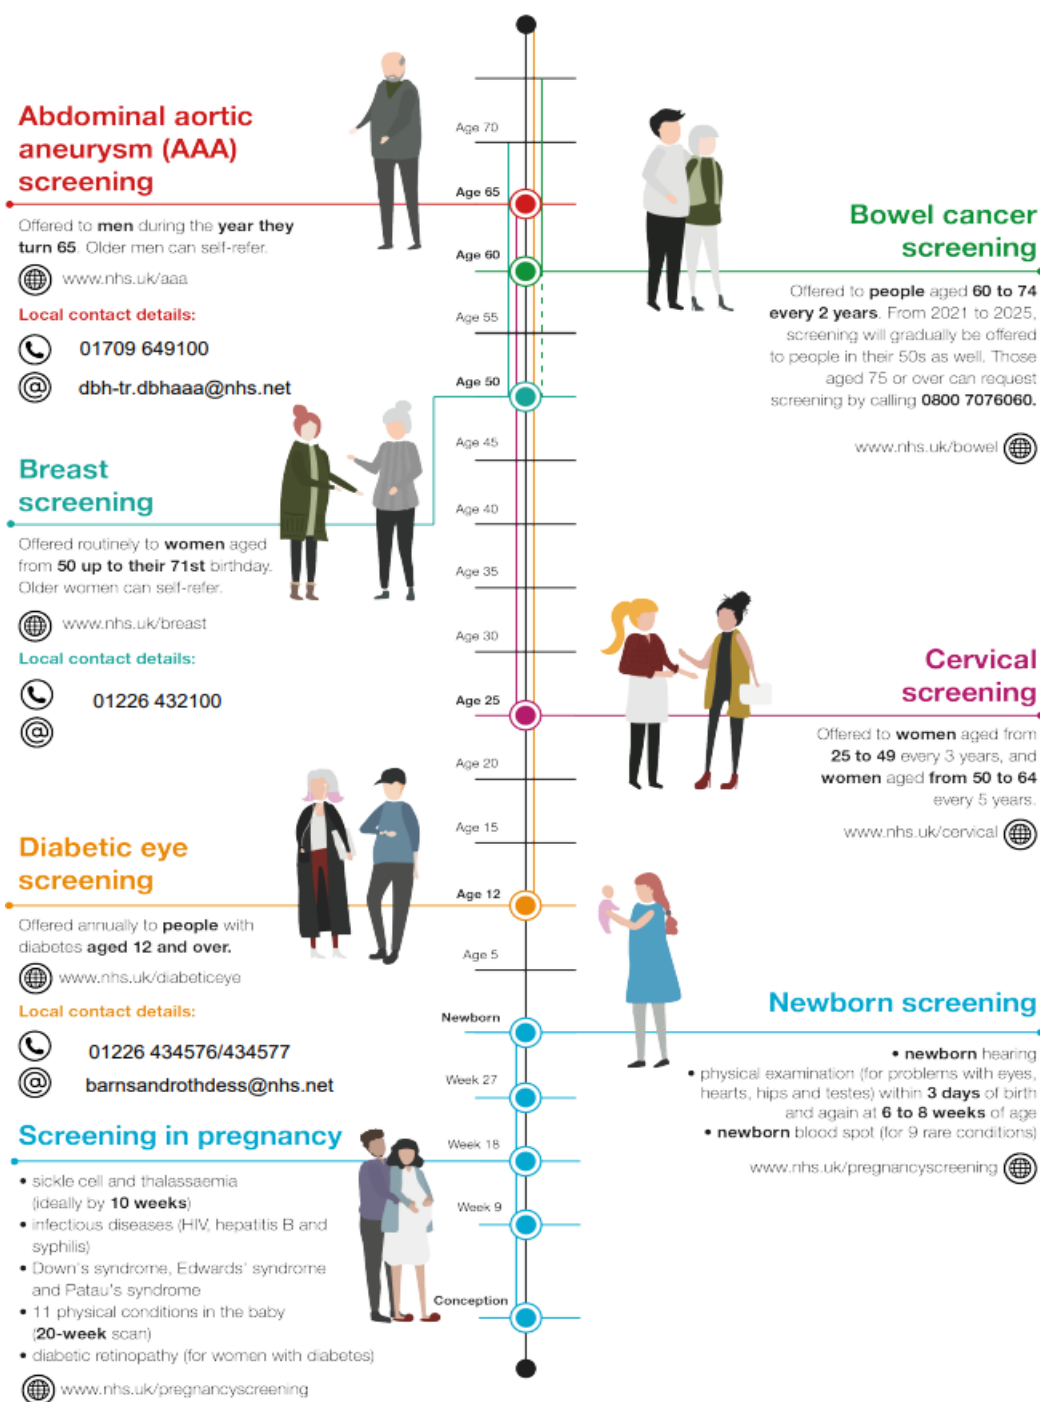 Abdominal aortic
aneurysm (AAA)
screening
Offered to men during the year they
turn 65. Older men can self-refer.
www.nhs.uk/aaa
Local contact details:
01709 649100
dbh-tr.dbhaaa@nhs.net
Breast
screening
Offered routinely to women aged
from 50 up to their 71st birthday.
Older women can self-refer.
www.nhs.uk/breast
Local contact details:
01226 432100
Diabetic eye
screening
Offered annually to people with
diabetes aged 12 and over.
www.nhs.uk/diabeticeye
Local contact details:
01226 434576/434577
barnsandrothdess@nhs.net
Screening in pregnancy
• sickle cell and thalassaemia
(ideally by 10 weeks)
• infectious diseases (HIV, hepatitis B and
syphilis)
• Down's syndrome, Edwards' syndrome
and Patau's syndrome
• 11 physical conditions in the baby
(20-week scan)
• diabetic retinopathy (for women with diabetes)
www.nhs.uk/pregnancyscreening
Age 70
Age 65
Age 60
Age 55
Age 50
Age 45
Age 40
Age 35
Age 30
Age 25
Age 20
Age 15
Age 12
Age 5
Newborn
Week 27
Week 18
Week 9
Conception
Bowel cancer
screening
Offered to people aged 60 to 74
every 2 years. From 2021 to 2025,
screening will gradually be offered
to people in their 50s as well. Those
aged 75 or over can request
screening by calling 0800 7076060.
www.nhs.uk/bowel
Cervical
screening
Offered to women aged from
25 to 49 every 3 years, and
women aged from 50 to 64
every 5 years.
www.nhs.uk/cervical
Newborn screening
• newborn hearing
• physical examination (for problems with eyes,
hearts, hips and testes) within 3 days of birth
and again at 6 to 8 weeks of age
• newborn blood spot (for 9 rare conditions)
www.nhs.uk/pregnancyscreening